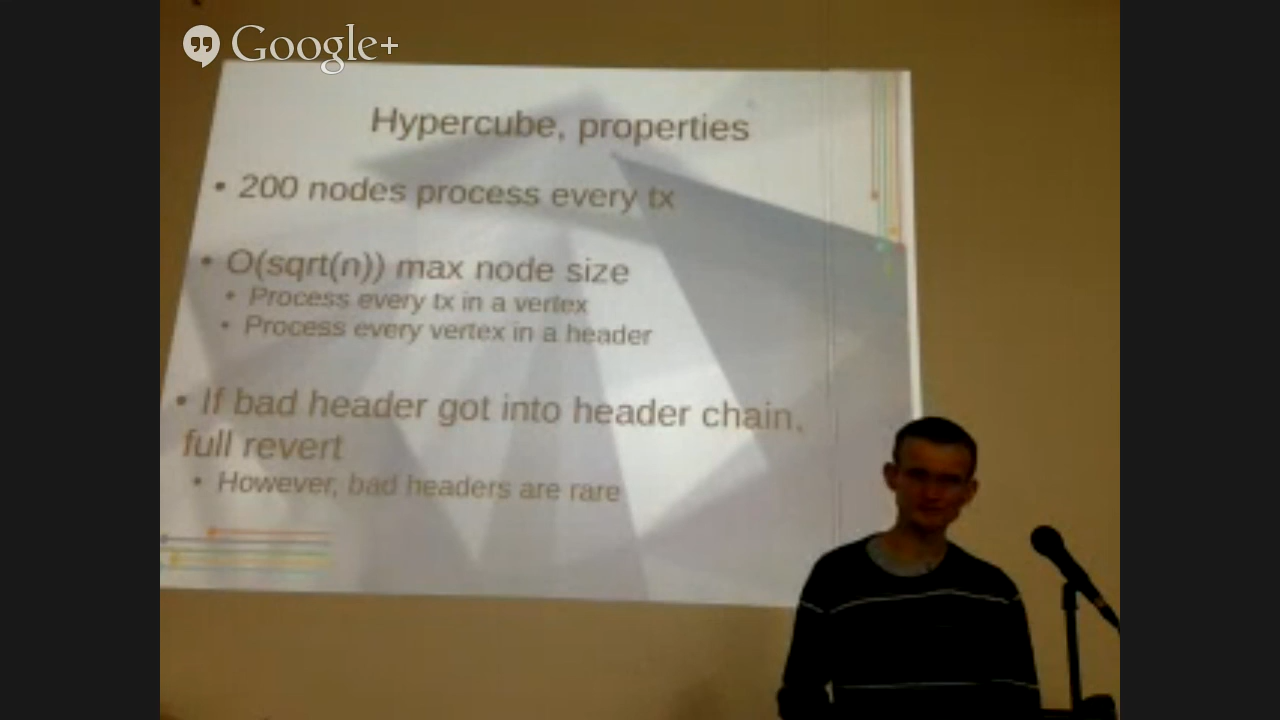 Google+
Hypercube, properties
• 200 nodes process every tx
• O(sqrt(n)) max node size
• Process every tx in a vertex
• Process every vertex in a header
• If bad header got into header chain,
full revert
• However, bad headers are rare